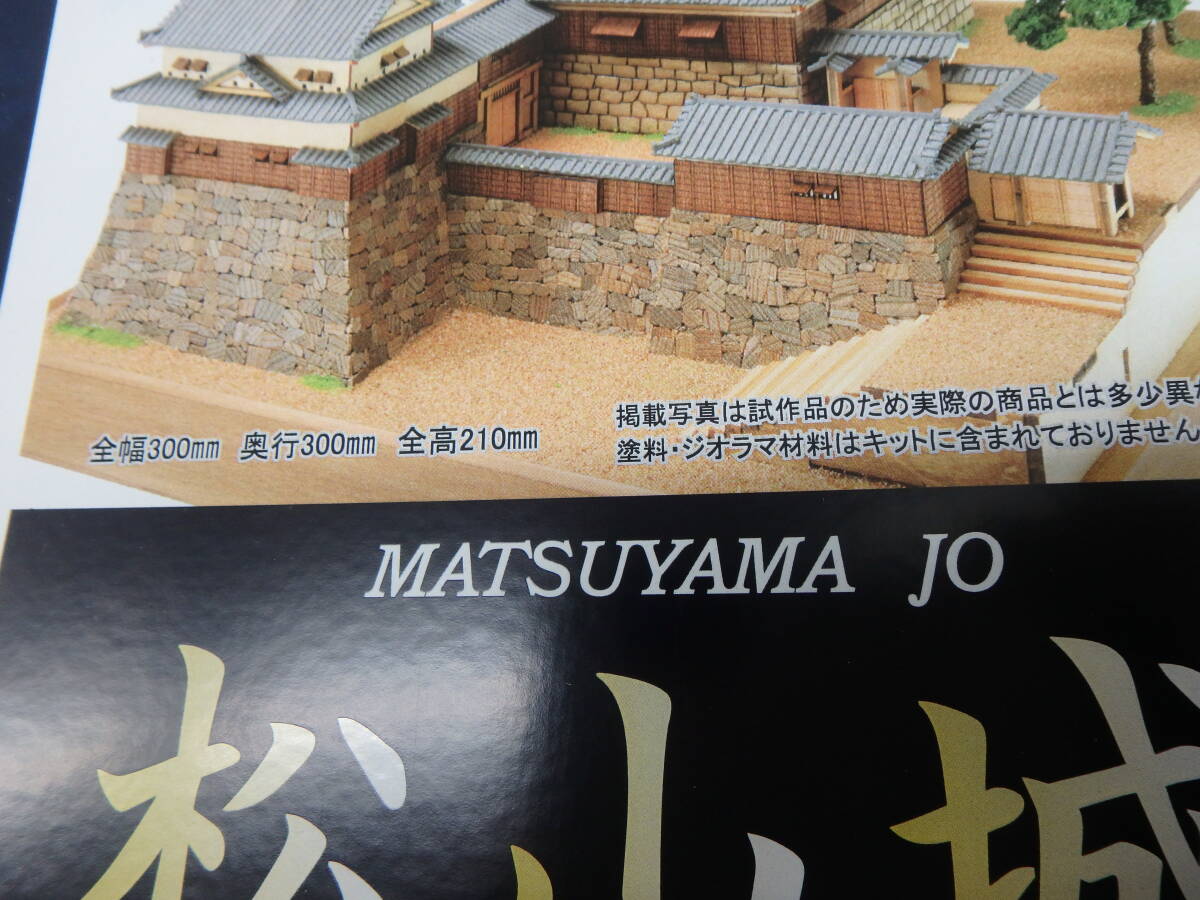 全幅300mm 奥行300mm 全高210mm
掲載写真は試作品のため実際の商品とは多少異
塗料・ジオラマ材料はキットに含まれておりません
MATSUYAMA JO
松山城